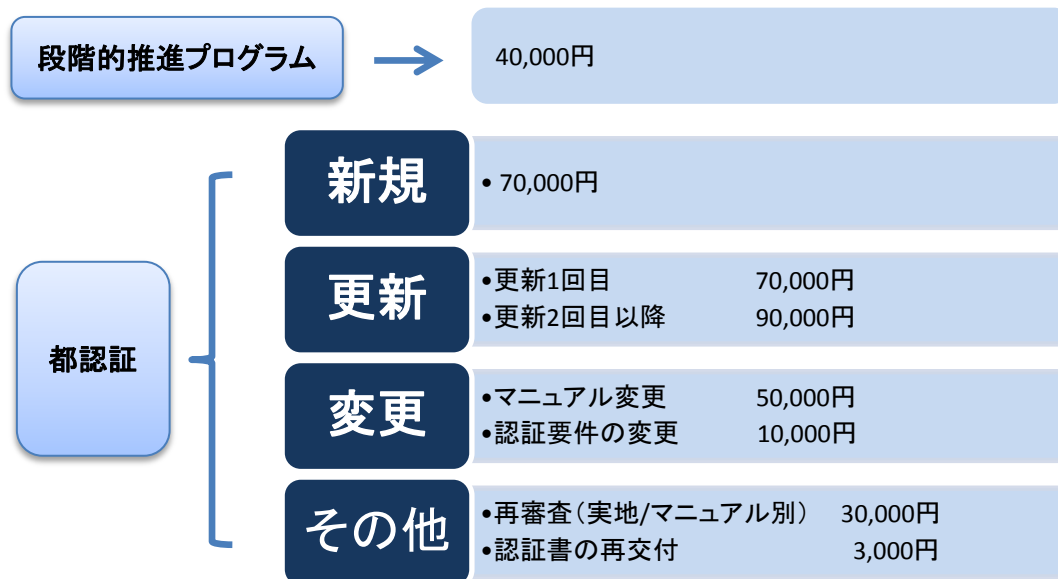 段階的推進プログラム
40,000円
都認証
新規
•70,000円
更新
•更新1回目 70,000円
•更新2回目以降 90,000円
変更
•マニュアル変更 50,000円
•認証要件の変更 10,000円
その他
•再審査(実地/マニュアル別) 30,000円
•認証書の再交付 3,000円